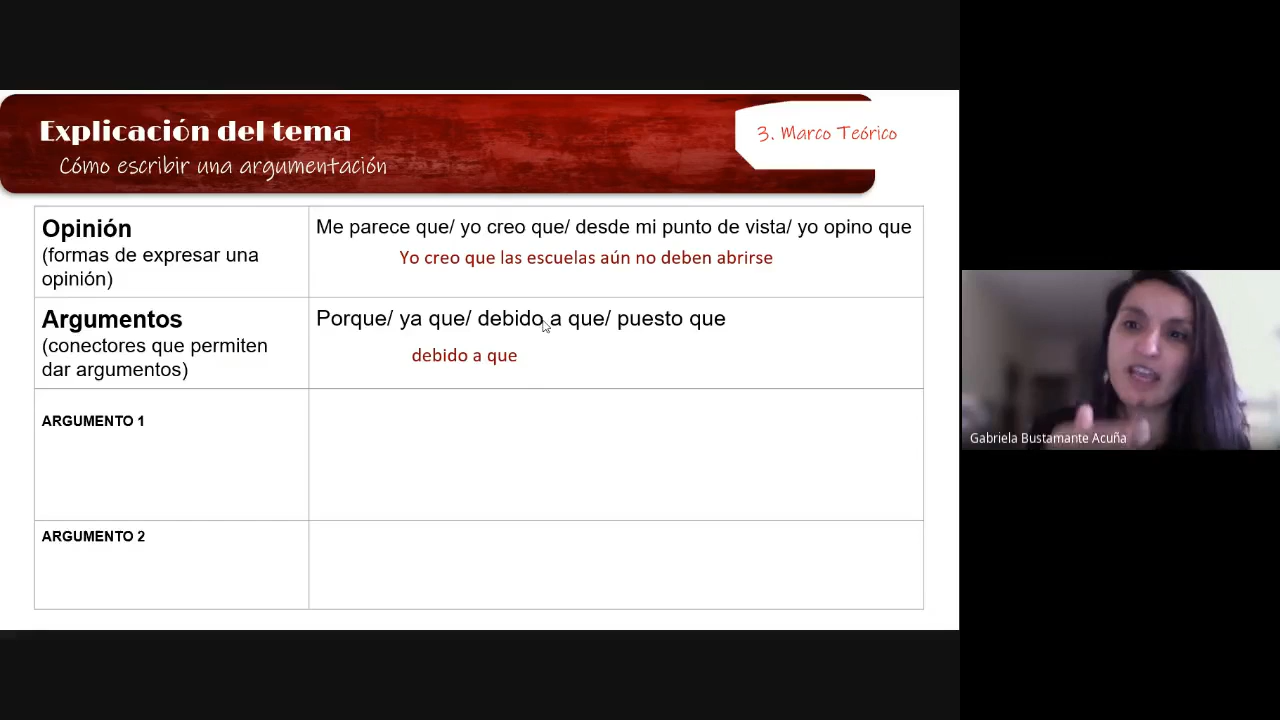 Explicación del tema
Cómo escribir una argumentación
3. Marco Teórico
Opinión
(formas de expresar una
opinión)
Me parece que/ yo creo que/ desde mi punto de vista/ yo opino que
Yo creo que las escuelas aún no deben abrirse
Argumentos
(conectores que permiten
dar argumentos)
Porque/ ya que/ debido a que/ puesto que
debido a que
ARGUMENTO 1
ARGUMENTO 2
Gabriela Bustamante Acuña